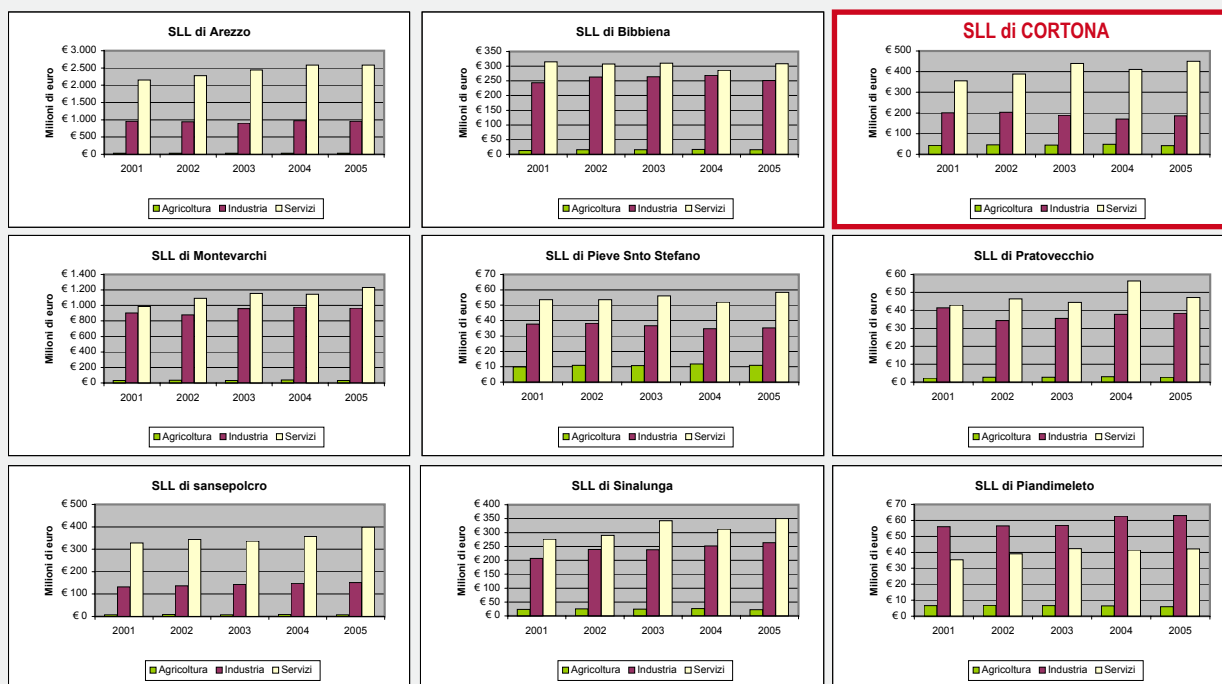 SLL di Arezzo
Milioni di euro
€ 3.000
€ 2.500
€ 2.000
€ 1.500
€ 1.000
€ 500
€ 0
2001 2002 2003 2004 2005
Agricoltura Industria Servizi
SLL di Bibbiena
Milioni di euro
€ 350
€ 300
€ 250
€ 200
€ 150
€ 100
€ 50
€ 0
2001 2002 2003 2004 2005
Agricoltura Industria Servizi
SLL di CORTONA
Milioni di euro
€ 500
€ 400
€ 300
€ 200
€ 100
€ 0
2001 2002 2003 2004 2005
Agricoltura Industria Servizi
SLL di Montevarchi
Milioni di euro
€ 1.400
€ 1.200
€ 1.000
€ 800
€ 600
€ 400
€ 200
€ 0
2001 2002 2003 2004 2005
Agricoltura Industria Servizi
SLL di Pieve Snto Stefano
Milioni di euro
€ 70
€ 60
€ 50
€ 40
€ 30
€ 20
€ 10
€ 0
2001 2002 2003 2004 2005
Agricoltura Industria Servizi
SLL di Pratovecchio
Milioni di euro
€ 60
€ 50
€ 40
€ 30
€ 20
€ 10
€ 0
2001 2002 2003 2004 2005
Agricoltura Industria Servizi
SLL di sansepolcro
Milioni di euro
€ 500
€ 400
€ 300
€ 200
€ 100
€ 0
2001 2002 2003 2004 2005
Agricoltura Industria Servizi
SLL di Sinalunga
Milioni di euro
€ 400
€ 350
€ 300
€ 250
€ 200
€ 150
€ 100
€ 50
€ 0
2001 2002 2003 2004 2005
Agricoltura Industria Servizi
SLL di Piandimeleto
Milioni di euro
€ 70
€ 60
€ 50
€ 40
€ 30
€ 20
€ 10
€ 0
2001 2002 2003 2004 2005
Agricoltura Industria Servizi